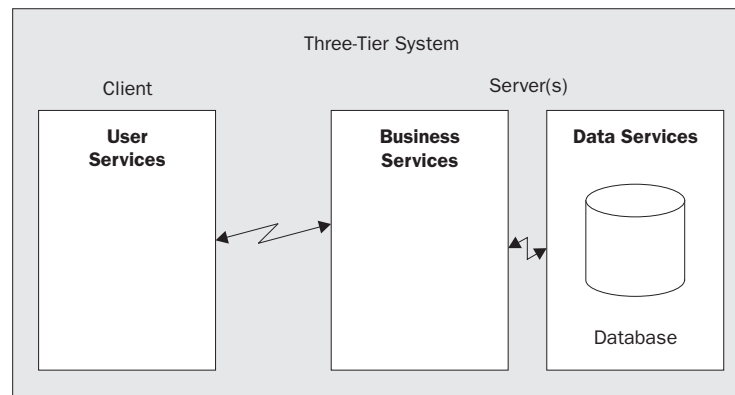 Three-Tier System
Client
Server(s)
User
Services
Business
Services
Data Services
Database